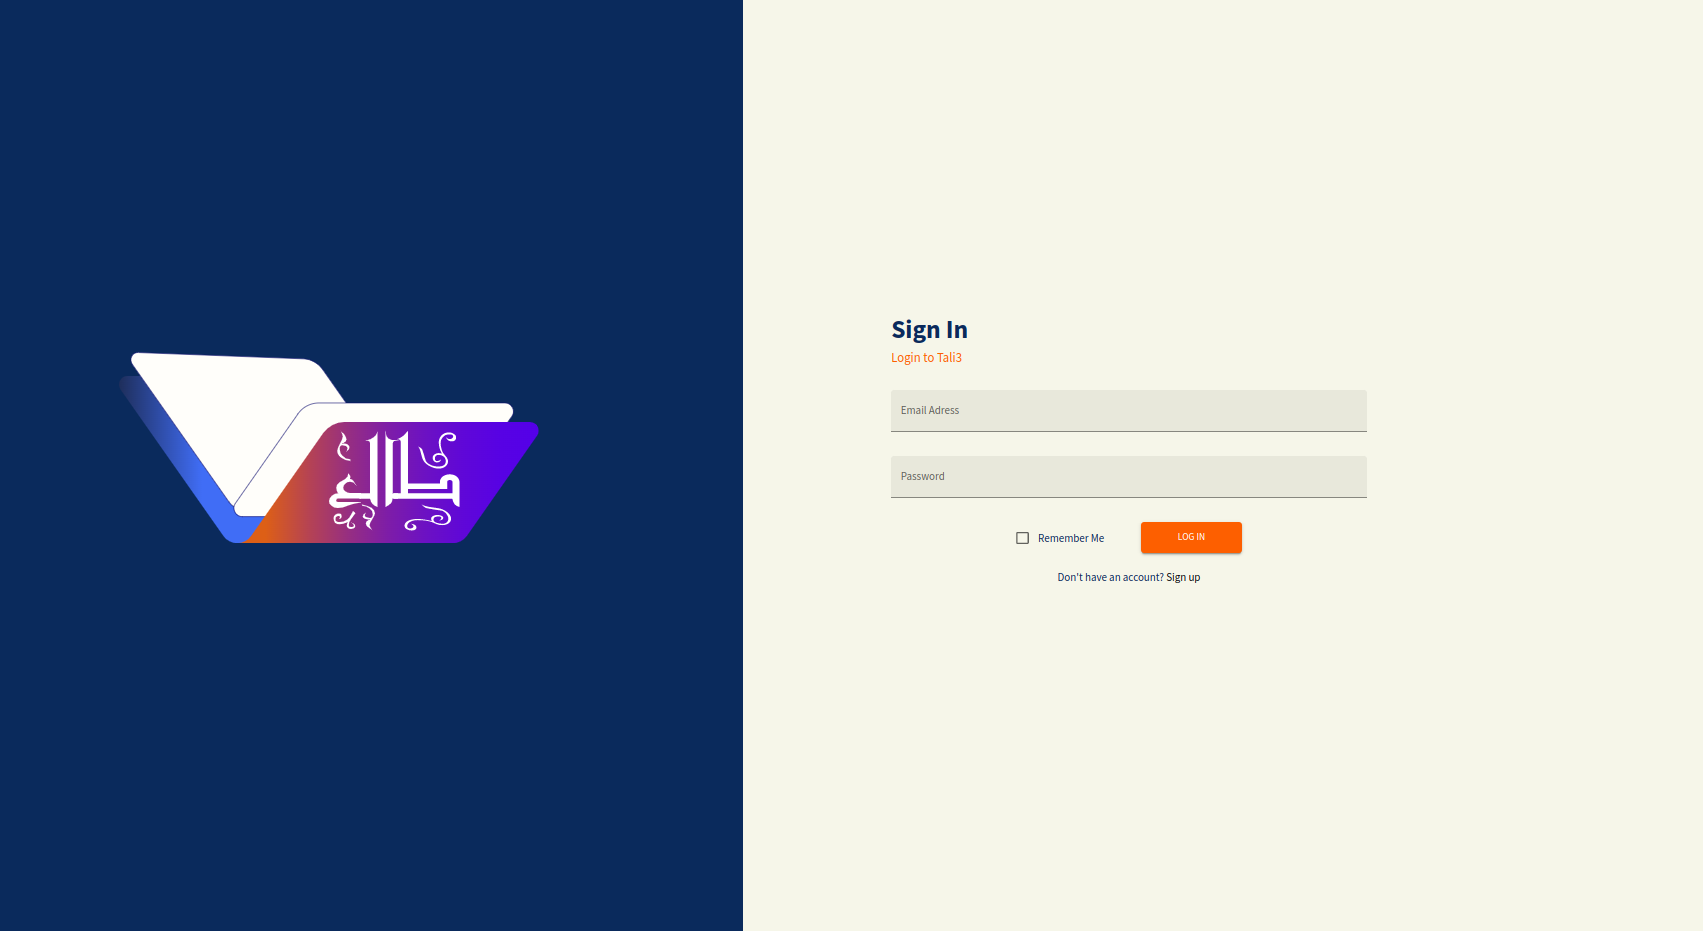 طالع
Sign In
Login to Tali3
Email Adress
Password
Remember Me
LOG IN
Don't have an account? Sign up